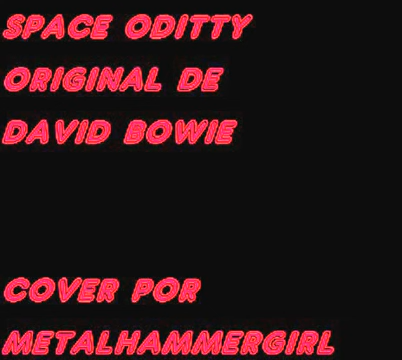 SPACE ODITTY
ORIGINAL DE
DAVID BOWIE
COVER POR
METALHAMMERGIRL